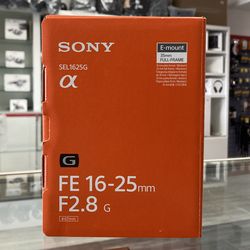 SONY
SEL1625G
α
E-mount
35mm
FULL-FRAME
G
FE 16-25mm
F2.8 G